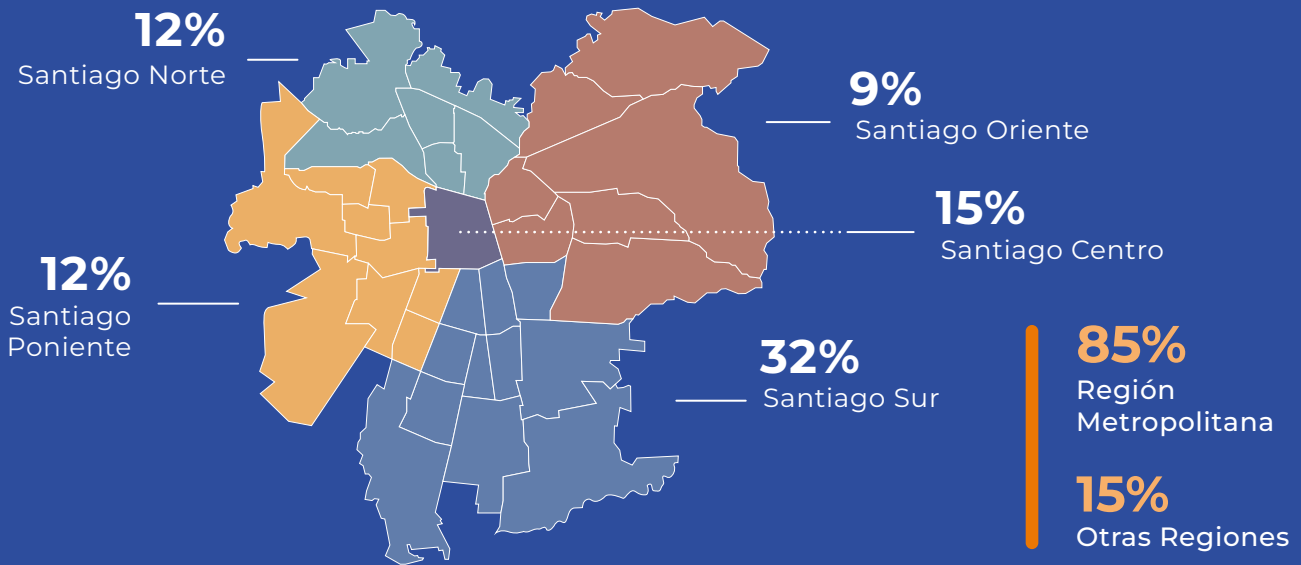 12%
Santiago Norte
9%
Santiago Oriente
15%
Santiago Centro
12%
Santiago
Poniente
32%
Santiago Sur
85%
Región
Metropolitana
15%
Otras Regiones